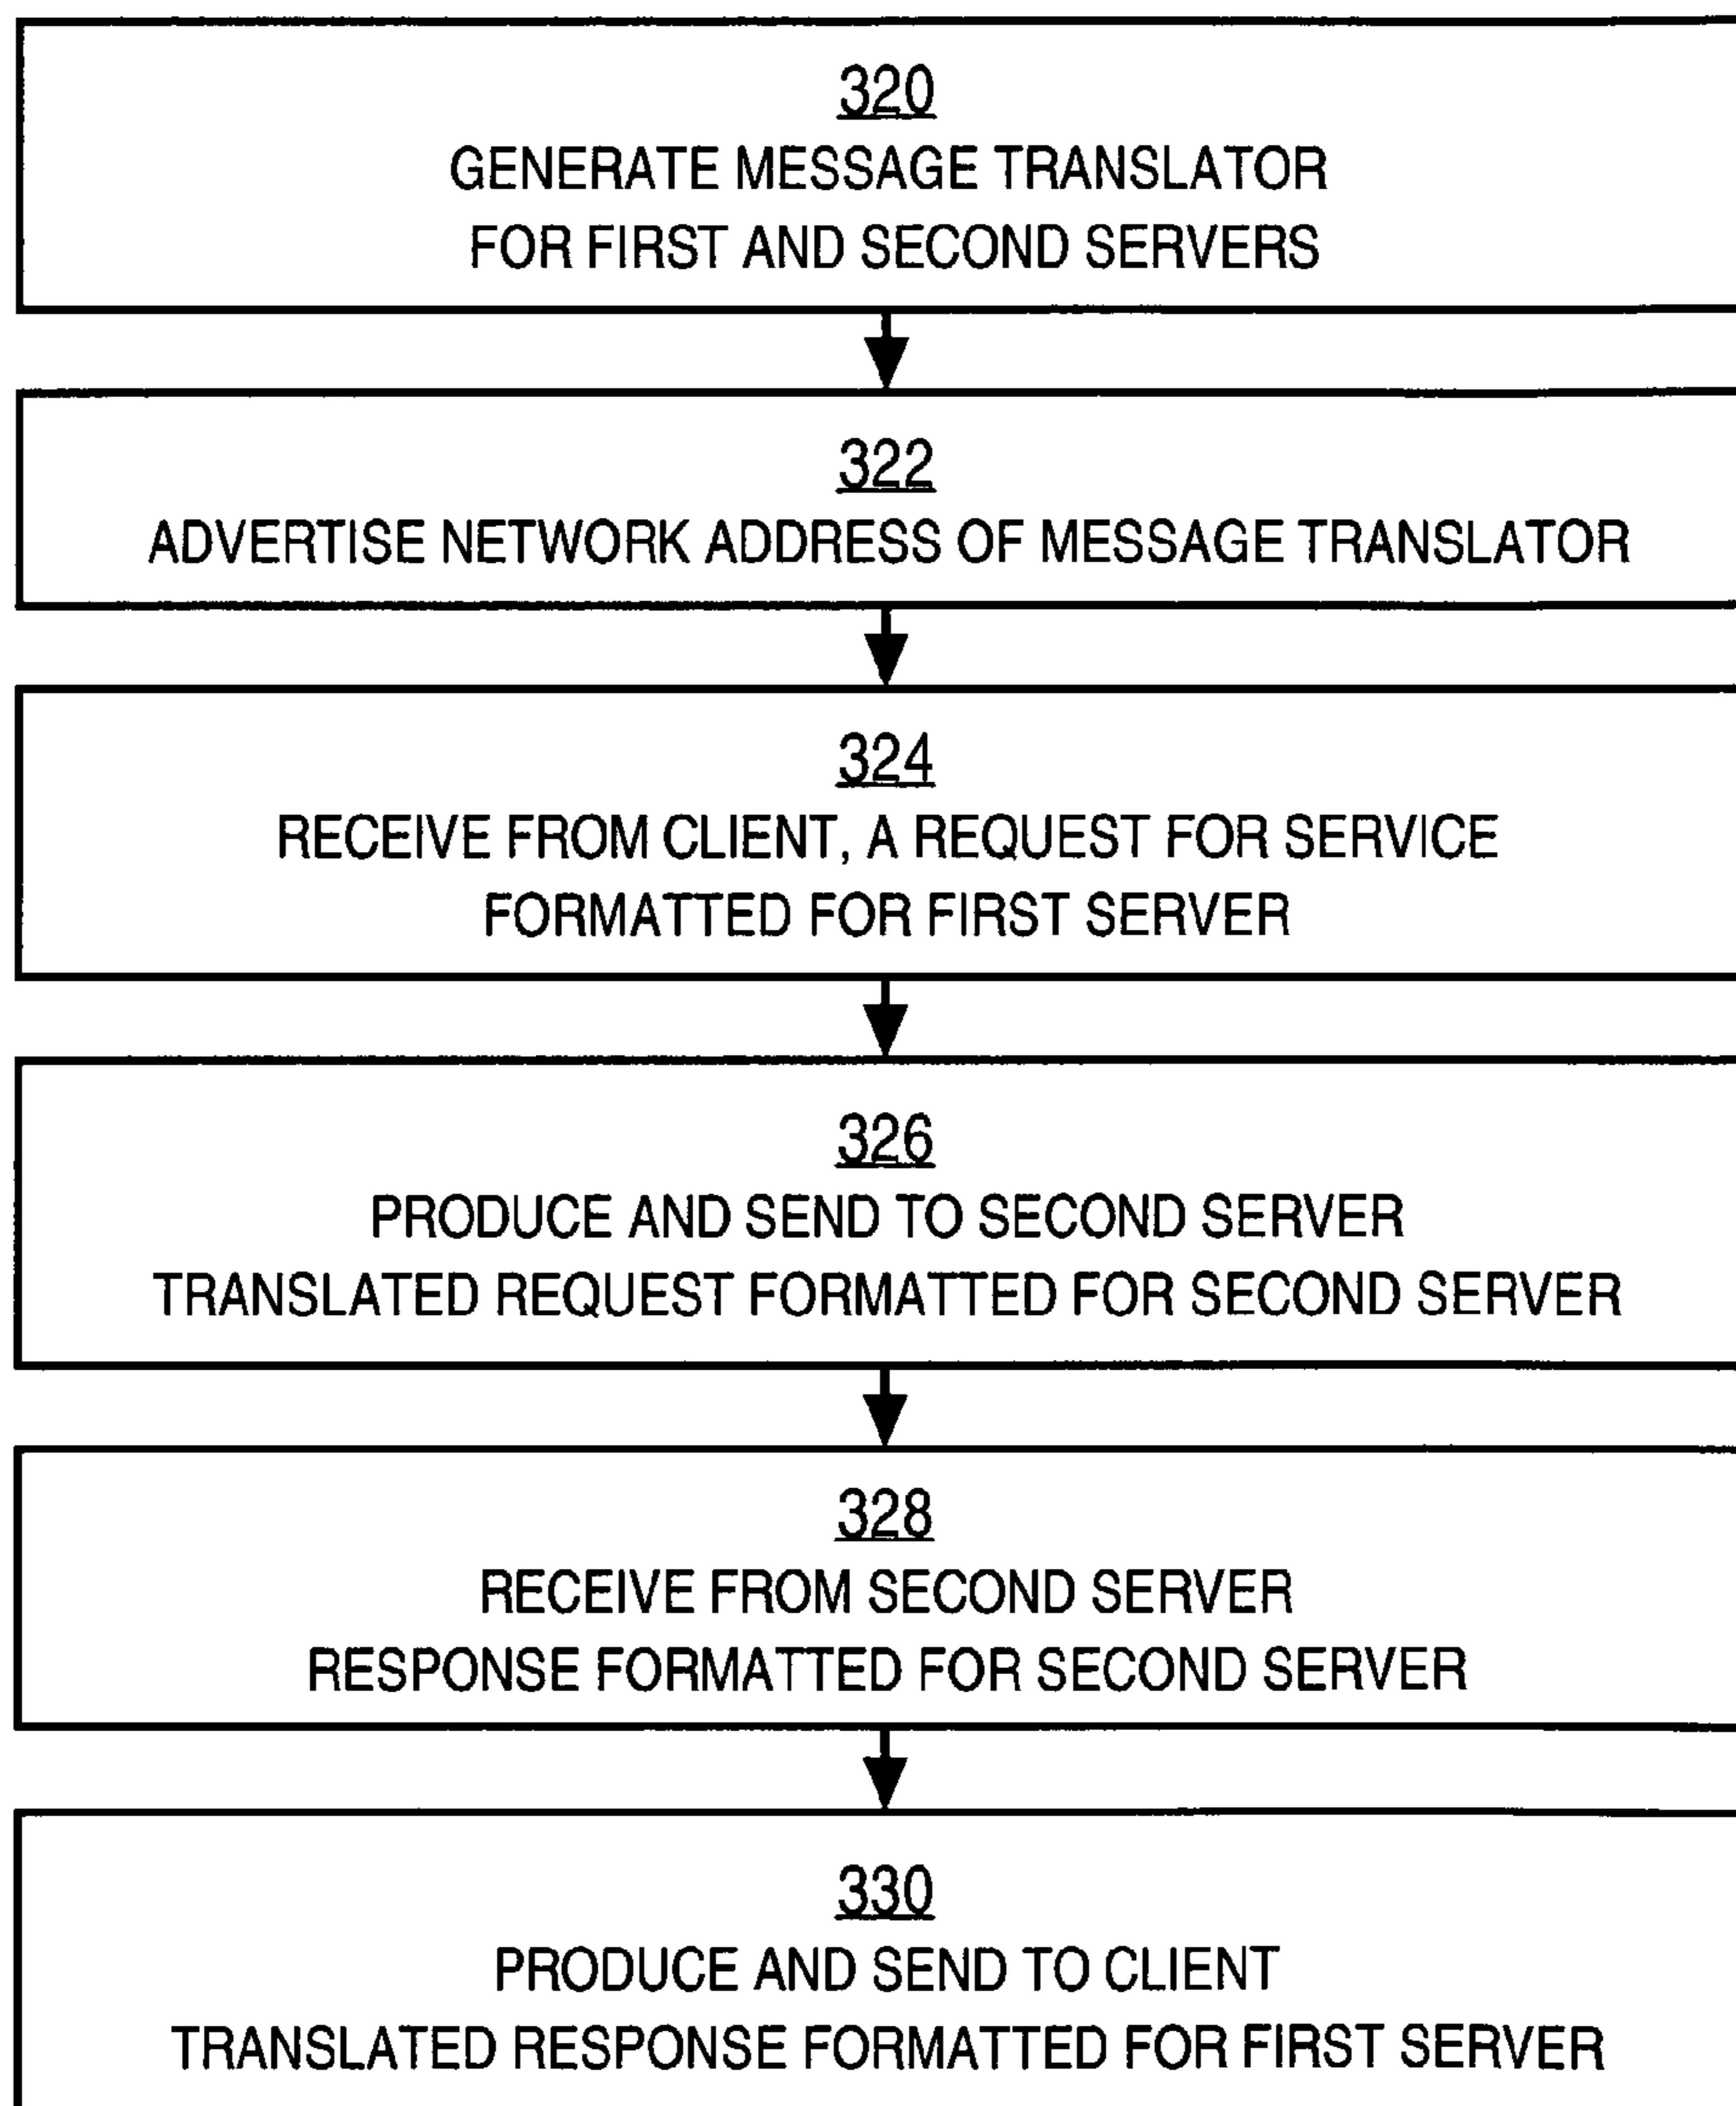 320
GENERATE MESSAGE TRANSLATOR
FOR FIRST AND SECOND SERVERS
322
ADVERTISE NETWORK ADDRESS OF MESSAGE TRANSLATOR
324
RECEIVE FROM CLIENT, A REQUEST FOR SERVICE
FORMATTED FOR FIRST SERVER
326
PRODUCE AND SEND TO SECOND SERVER
TRANSLATED REQUEST FORMATTED FOR SECOND SERVER
328
RECEIVE FROM SECOND SERVER
RESPONSE FORMATTED FOR SECOND SERVER
330
PRODUCE AND SEND TO CLIENT
TRANSLATED RESPONSE FORMATTED FOR FIRST SERVER